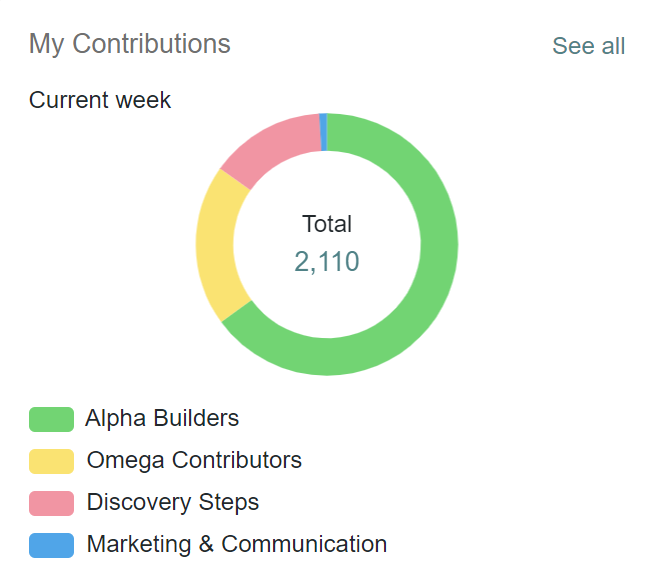 My Contributions
See all
Current week
Total
2,110
Alpha Builders
Omega Contributors
Discovery Steps
Marketing & Communication